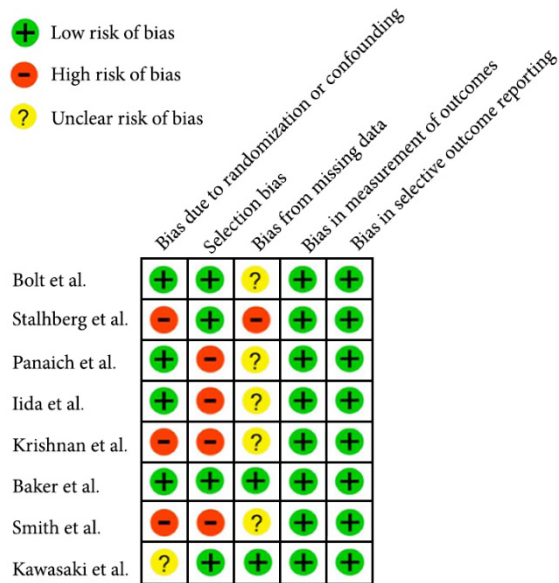 + Low risk of bias
- High risk of bias
? Unclear risk of bias
Bias due to randomization or confounding
Selection bias
Bias from missing data
Bias in measurement of outcomes
Bias in selective outcome reporting
Bolt et al. + + ? + +
Stalhberg et al. - + - + +
Panaich et al. + - ? + +
Iida et al. + - ? + +
Krishnan et al. - - ? + +
Baker et al. + + + + +
Smith et al. - - ? + +
Kawasaki et al. ? + + + +